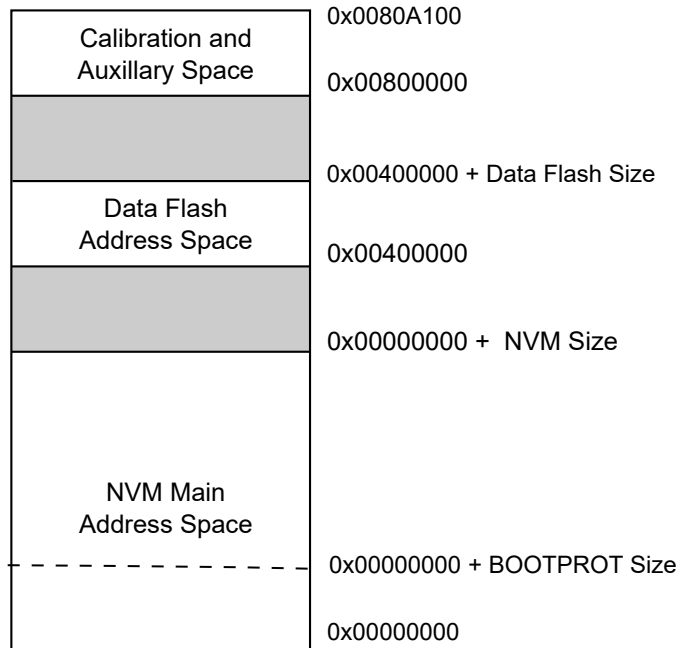 0x0080A100
Calibration and
Auxillary Space
0x00800000
0x00400000 + Data Flash Size
Data Flash
Address Space
0x00400000
0x00000000 + NVM Size
NVM Main
Address Space
0x00000000 + BOOTPROT Size
0x00000000